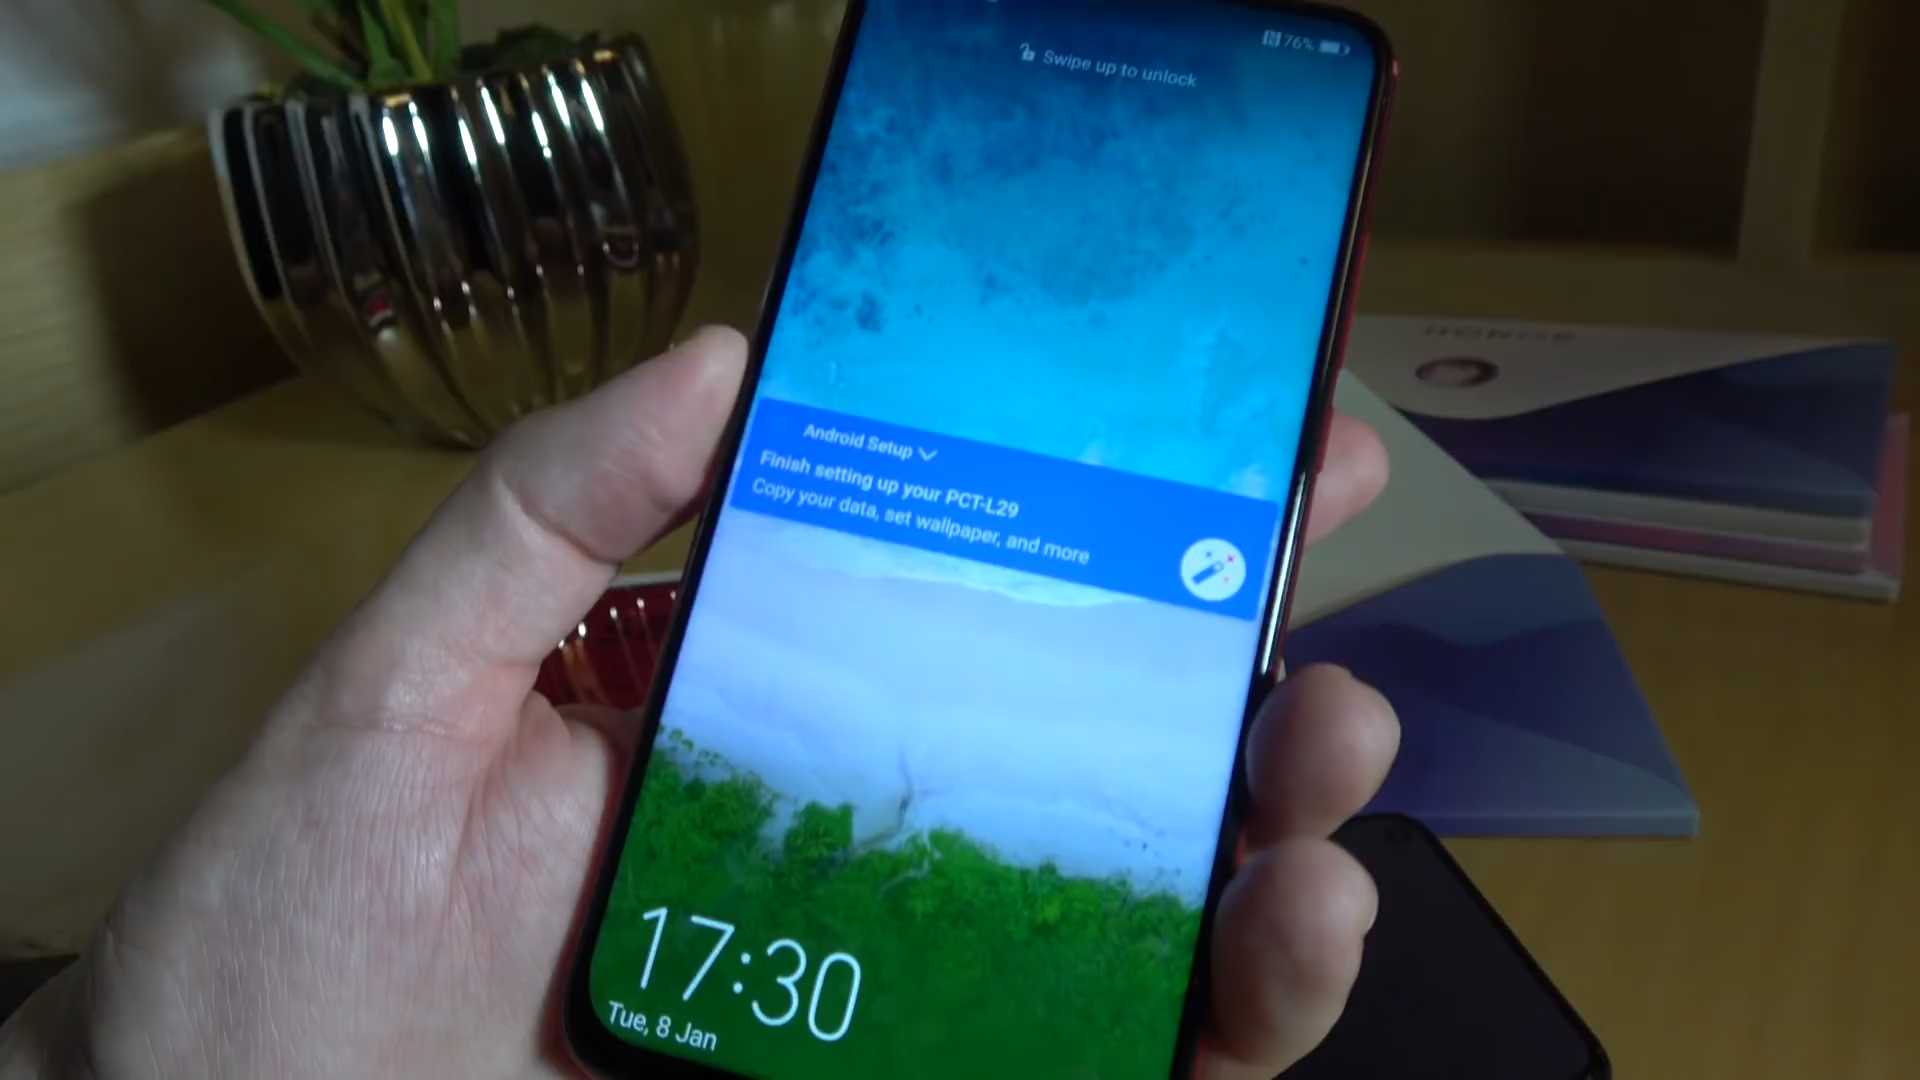 76%
Swipe up to unlock
Android Setup
Finish setting up your PCT-L29
Copy your data, set wallpaper, and more
17:30
Tue, 8 Jan
HONOR